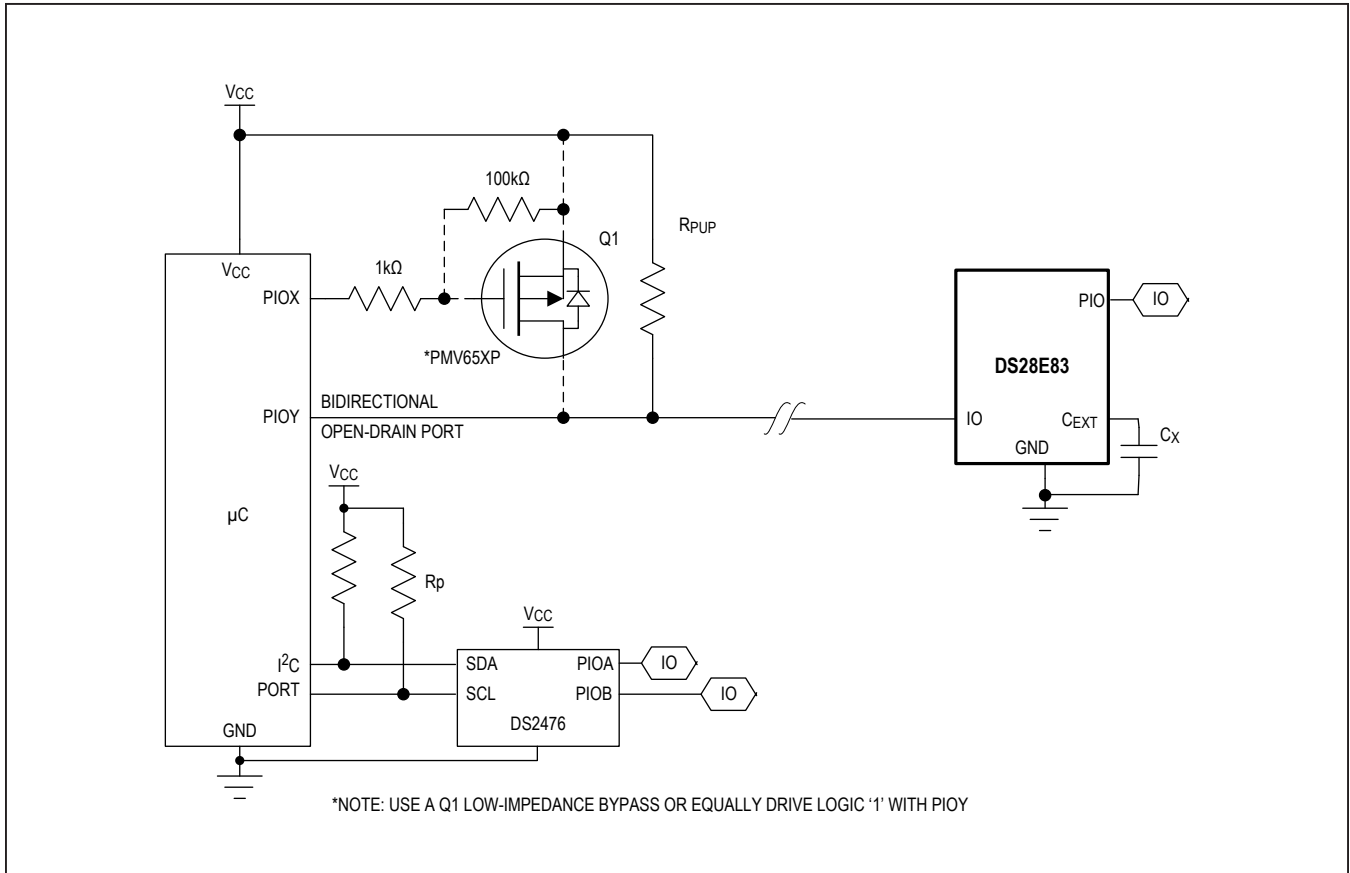 VCC
100kΩ
Q1
RPUP
1kΩ
VCC
PIOX
*PMV65XP
PIO
IO
DS28E83
PIOY
BIDIRECTIONAL
OPEN-DRAIN PORT
IO
CEXT
CX
GND
VCC
µC
Rp
VCC
I²C
PORT
SDA
SCL
PIOA
IO
PIOB
IO
DS2476
GND
*NOTE: USE A Q1 LOW-IMPEDANCE BYPASS OR EQUALLY DRIVE LOGIC ‘1’ WITH PIOY